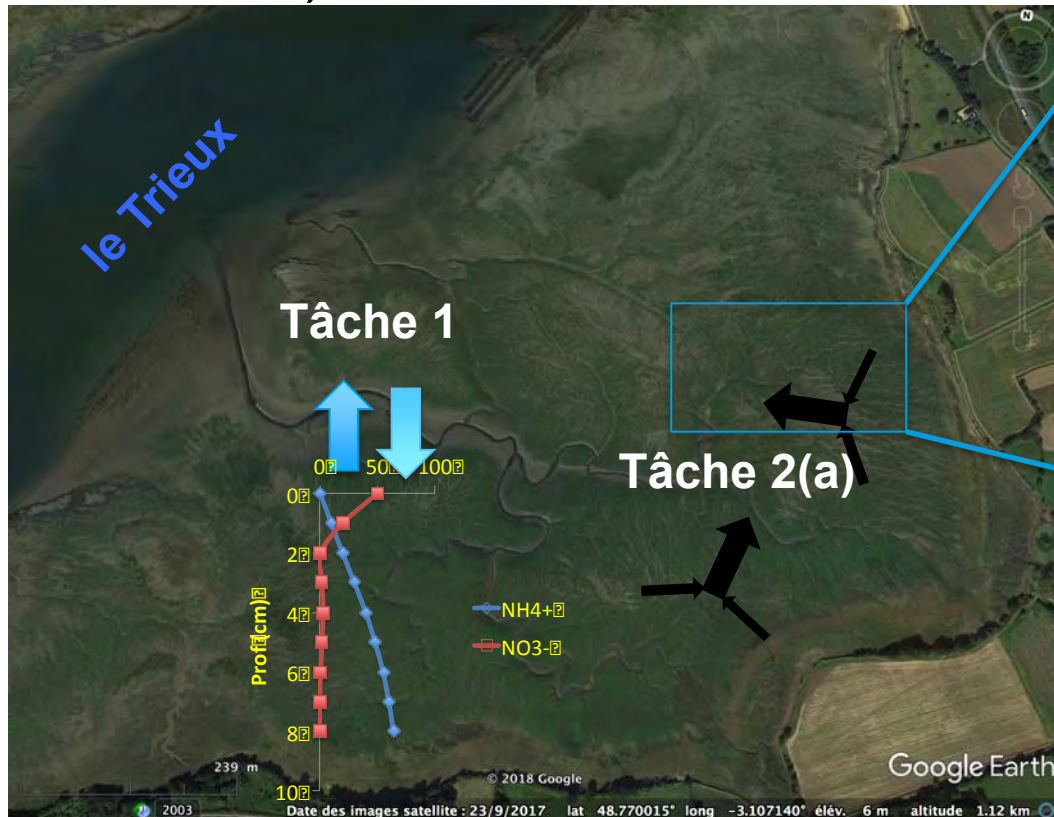 N
le Trieux
Tâche 1
0 50 100
Tâche 2(a)
0
2
4
6
8
10
Prof (cm)
NH4+
NO3-
239 m
© 2018 Google
Google Earth
2003
Date des images satellite : 23/9/2017 lat 48.770015° long -3.107140° élév. 6 m altitude 1.12 km